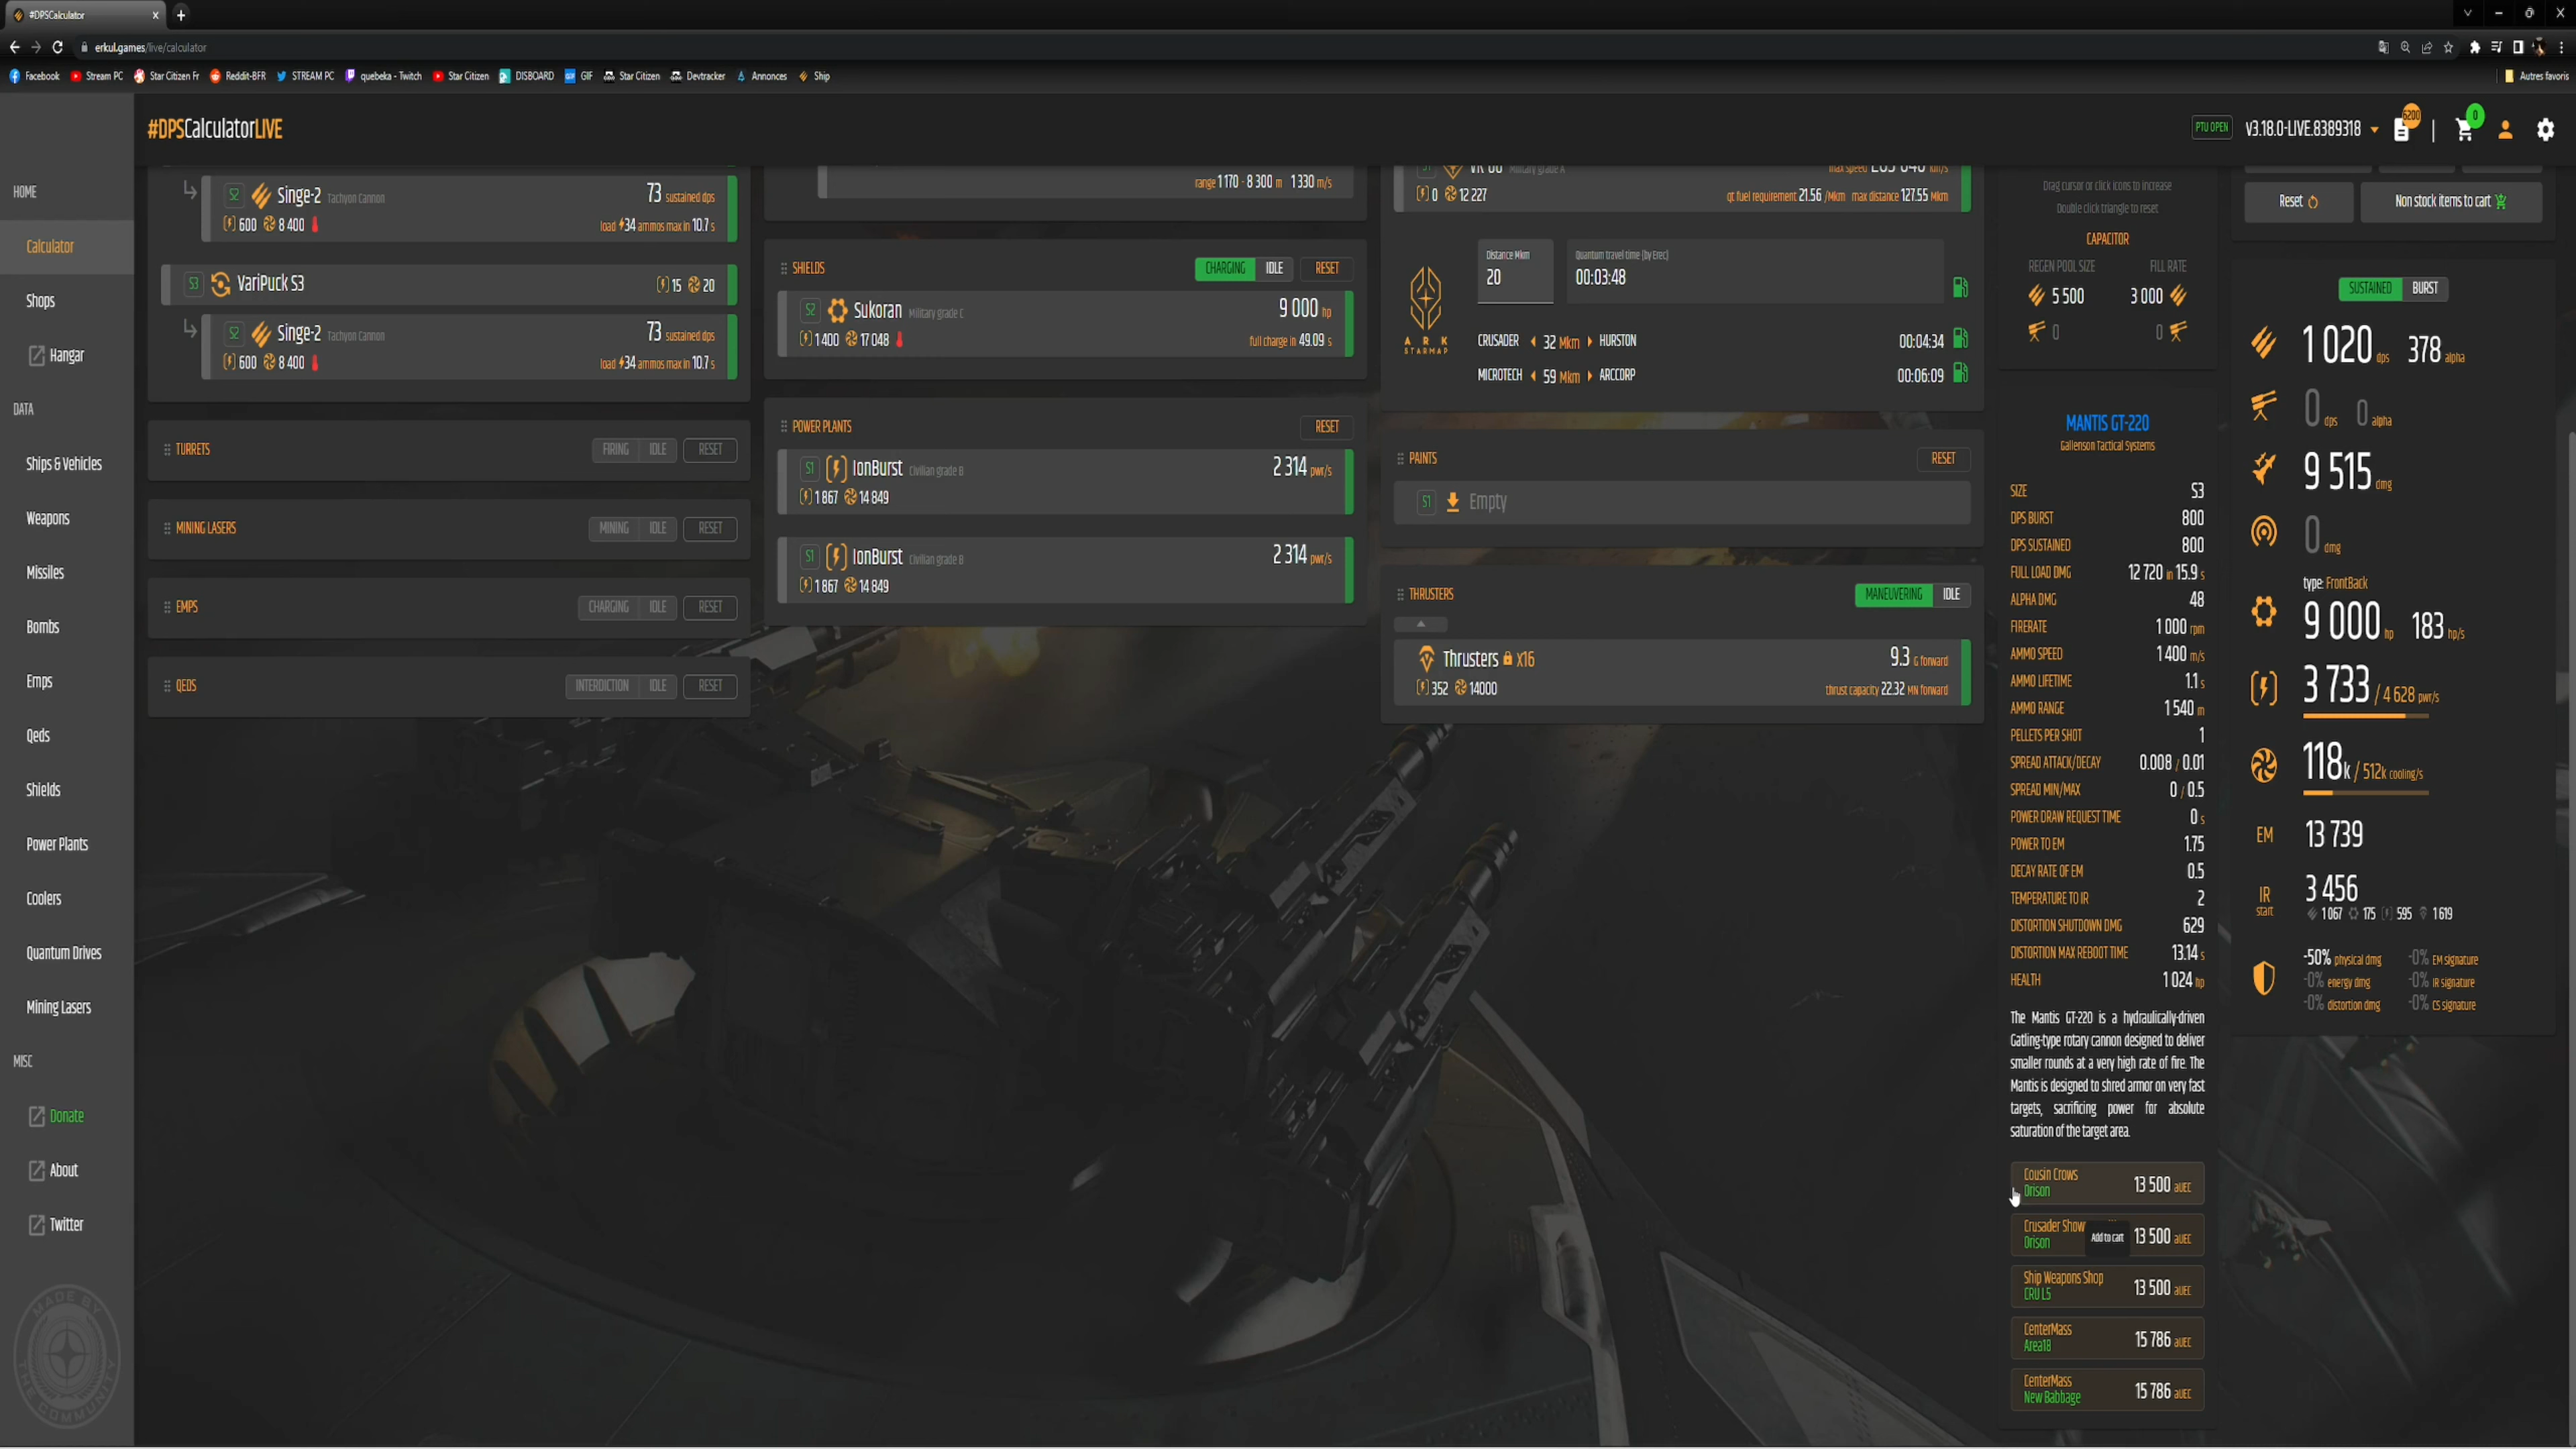 #DPSCalculator
erkul.games/live/calculator
Facebook Stream PC Star Citizen Fr Reddit-BFR STREAM PC quebeka - Twitch Star Citizen DISBOARD GIF Star Citizen Devtracker Annonces Ship Autres favoris
#DPSCalculatorLIVE
PTU OPEN v3.18.0-LIVE.8389318 6200 0
HOME
Calculator
Shops
Hangar
DATA
Ships & Vehicles
Weapons
Missiles
Bombs
Emps
Qeds
Shields
Power Plants
Coolers
Quantum Drives
Mining Lasers
MISC
Donate
About
Twitter
MADE BY
THE COMMUNITY
S2 Singe-2 Tachyon Cannon 73 sustained dps
600 8 400 load 34 ammos max in 10.7 s
S3 VariPuck S3 15 20
S2 Singe-2 Tachyon Cannon 73 sustained dps
600 8 400 load 34 ammos max in 10.7 s
TURRETS FIRING IDLE RESET
MINING LASERS MINING IDLE RESET
EMPS CHARGING IDLE RESET
QEDS INTERDICTION IDLE RESET
range 1 170 - 8 300 m 1 330 m/s
SHIELDS CHARGING IDLE RESET
S2 Sukoran Military grade C 9 000 hp
1 400 17 048 full charge in 49.09 s
POWER PLANTS RESET
S1 IonBurst Civilian grade B 2 314 pwr/s
1 867 14 849
S1 IonBurst Civilian grade B 2 314 pwr/s
1 867 14 849
0 12 227 qt fuel requirement 21.56 /Mkm max distance 127.55 Mkm
Distance Mkm
20
Quantum travel time (by Erec)
00:03:48
ARK
STARMAP
CRUSADER 32 Mkm HURSTON 00:04:34
MICROTECH 59 Mkm ARCCORP 00:06:09
PAINTS RESET
S1 Empty
THRUSTERS MANEUVERING IDLE
Thrusters x16 9.3 G forward
352 14000 thrust capacity 22.32 MN forward
Drag cursor or click icons to increase
Double click triangle to reset
CAPACITOR
REGEN POOL SIZE FILL RATE
5 500 3 000
0 0
MANTIS GT-220
Gallenson Tactical Systems
SIZE S3
DPS BURST 800
DPS SUSTAINED 800
FULL LOAD DMG 12 720 in 15.9 s
ALPHA DMG 48
FIRERATE 1 000 rpm
AMMO SPEED 1 400 m/s
AMMO LIFETIME 1.1 s
AMMO RANGE 1 540 m
PELLETS PER SHOT 1
SPREAD ATTACK/DECAY 0.008 / 0.01
SPREAD MIN/MAX 0 / 0.5
POWER DRAW REQUEST TIME 0 s
POWER TO EM 1.75
DECAY RATE OF EM 0.5
TEMPERATURE TO IR 2
DISTORTION SHUTDOWN DMG 629
DISTORTION MAX REBOOT TIME 13.14 s
HEALTH 1 024 hp
The Mantis GT-220 is a hydraulically-driven
Gatling-type rotary cannon designed to deliver
smaller rounds at a very high rate of fire. The
Mantis is designed to shred armor on very fast
targets, sacrificing power for absolute
saturation of the target area.
Cousin Crows
Orison 13 500 aUEC
Crusader Show
Orison Add to cart 13 500 aUEC
Ship Weapons Shop
CRU L5 13 500 aUEC
CenterMass
Area18 15 786 aUEC
CenterMass
New Babbage 15 786 aUEC
Reset Non stock items to cart
SUSTAINED BURST
1 020 dps 378 alpha
0 dps 0 alpha
9 515 dmg
0 dmg
type: FrontBack
9 000 hp 183 hp/s
3 733 / 4 628 pwr/s
118k / 512k cooling/s
EM 13 739
IR start 3 456
1 067 175 595 1 619
-50% physical dmg -0% EM signature
-0% energy dmg -0% IR signature
-0% distortion dmg -0% CS signature